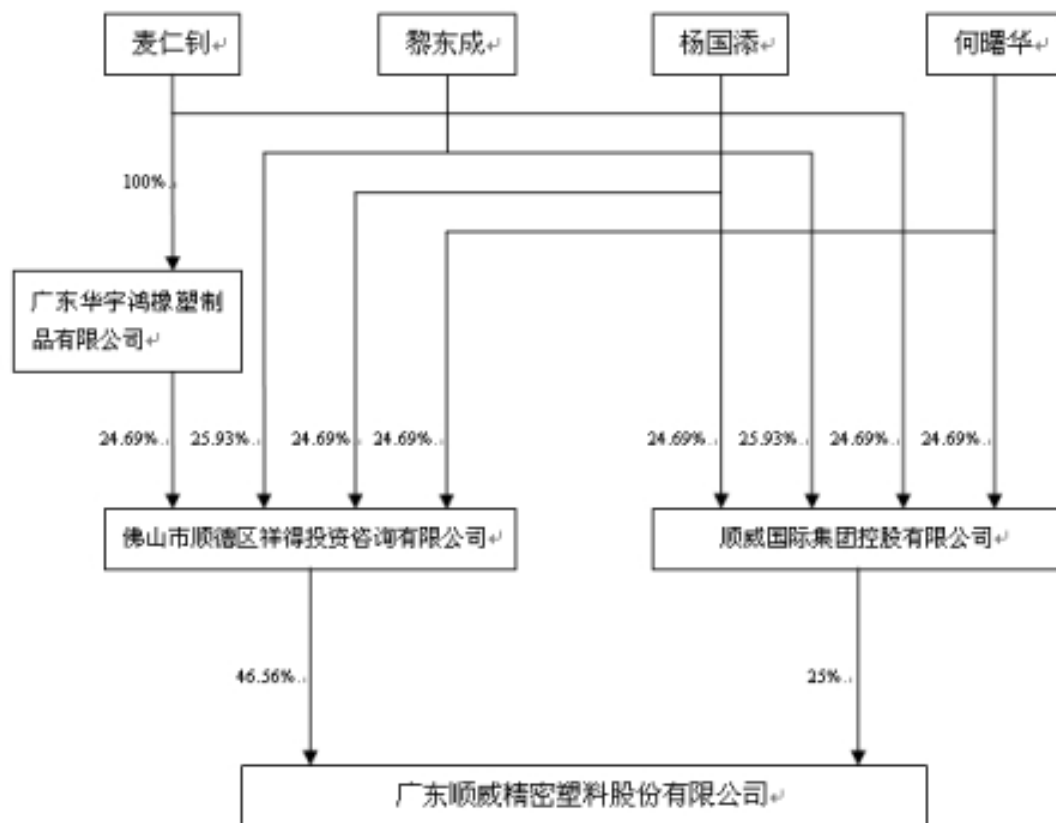 麦仁钊
黎东成
杨国添
何曙华
100%
广东华宇鸿橡塑制
品有限公司
24.69%
25.93%
24.69%
24.69%
24.69%
25.93%
24.69%
24.69%
佛山市顺德区祥得投资咨询有限公司
顺威国际集团控股有限公司
46.56%
25%
广东顺威精密塑料股份有限公司